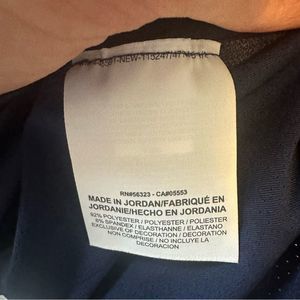 RN#56323 - CA#05553
MADE IN JORDAN/FABRIQUÉ EN
JORDANIE/HECHO EN JORDANIA
92% POLYESTER / POLYESTER / POLIESTER
8% SPANDEX / ELASTHANNE / ELASTANO
EXCLUSIVE OF DECORATION / DECORATION
NON COMPRISE / NO INCLUYE LA
DECORACION